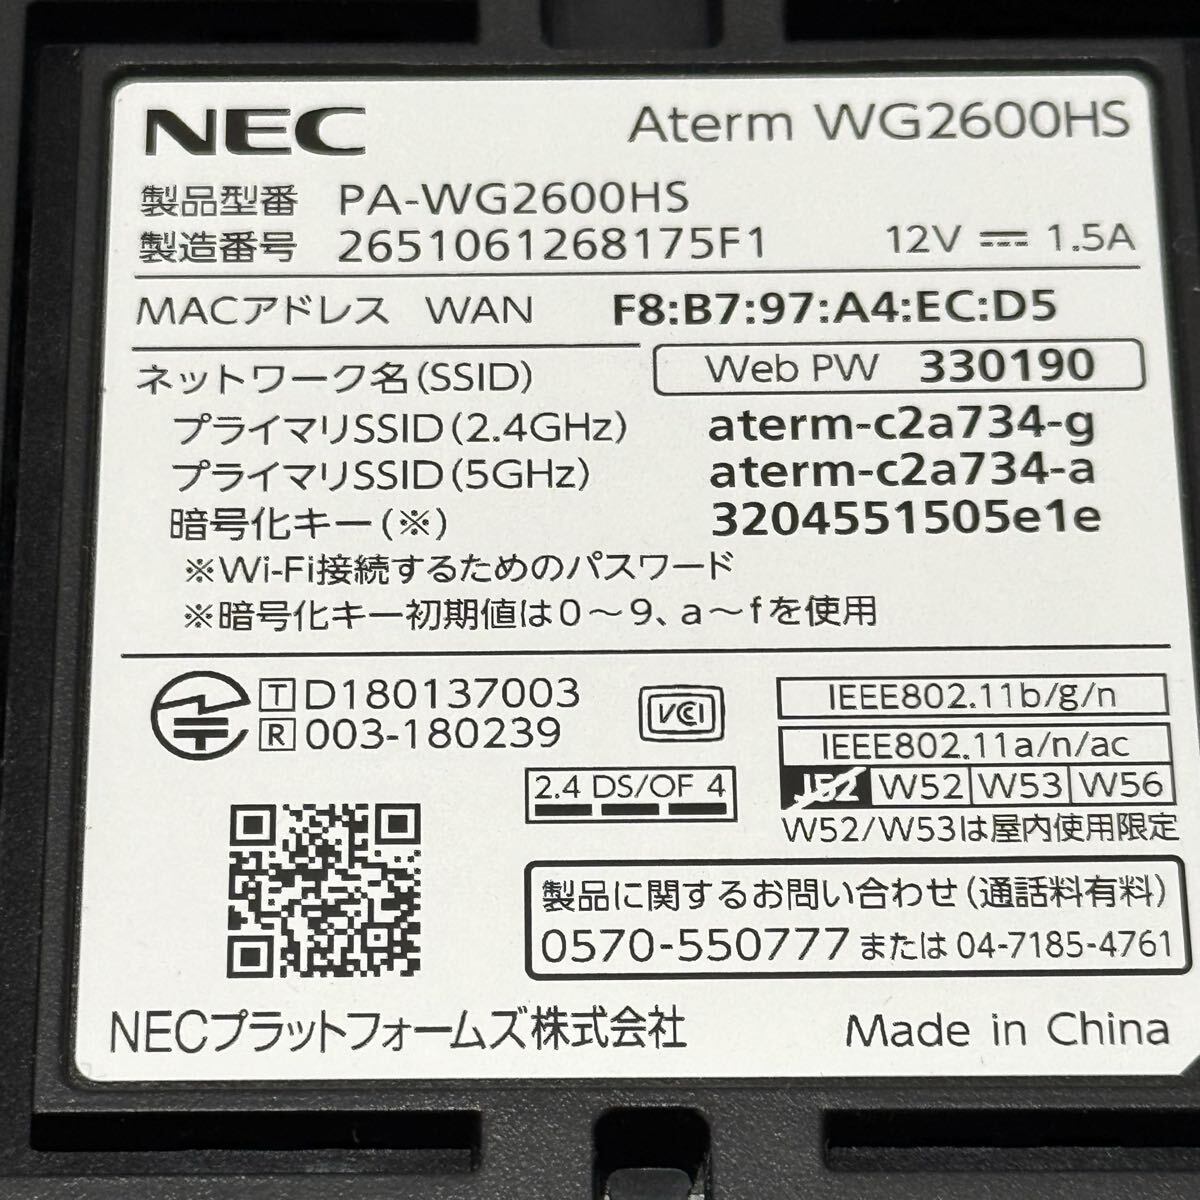 NEC Aterm WG2600HS
製品型番 PA-WG2600HS
製造番号 2651061268175F1 12V 1.5A
MACアドレス WAN F8:B7:97:A4:EC:D5
ネットワーク名(SSID) Web PW 330190
プライマリSSID(2.4GHz) aterm-c2a734-g
プライマリSSID(5GHz) aterm-c2a734-a
暗号化キー(※) 3204551505e1e
※Wi-Fi接続するためのパスワード
※暗号化キー初期値は0～9、a～fを使用
T D180137003
R 003-180239
VCCI
IEEE802.11b/g/n
IEEE802.11a/n/ac
2.4 DS/OF 4
J52 W52 W53 W56
W52/W53は屋内使用限定
製品に関するお問い合わせ(通話料有料)
0570-550777または04-7185-4761
NECプラットフォームズ株式会社 Made in China